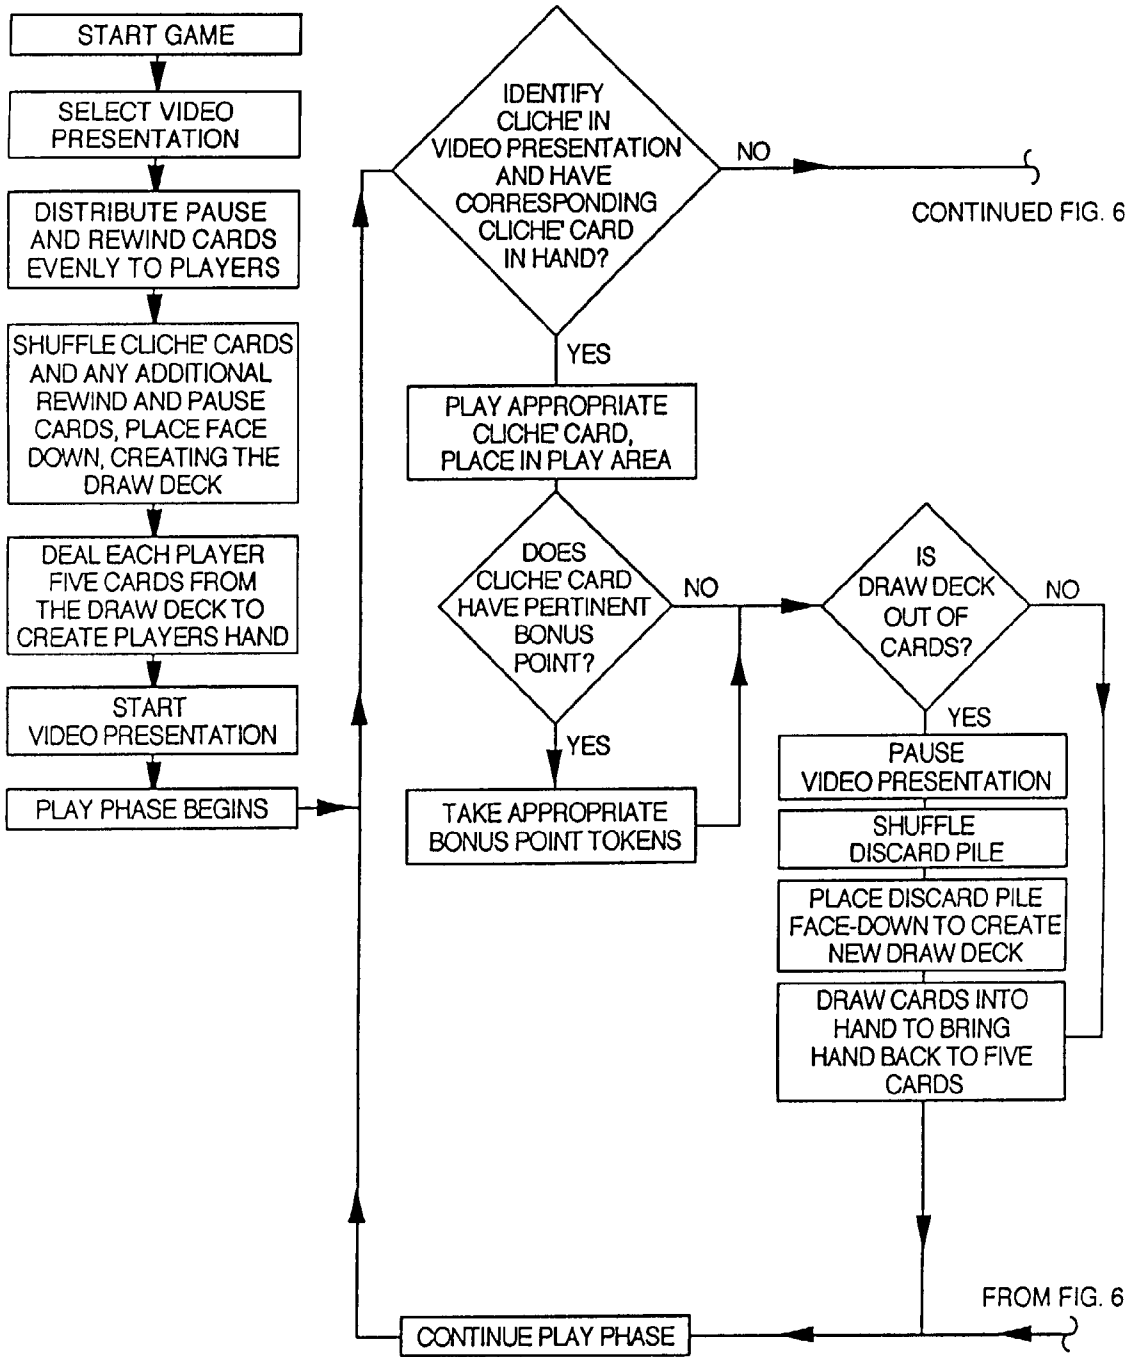 START GAME
SELECT VIDEO
PRESENTATION
DISTRIBUTE PAUSE
AND REWIND CARDS
EVENLY TO PLAYERS
SHUFFLE CLICHE' CARDS
AND ANY ADDITIONAL
REWIND AND PAUSE
CARDS, PLACE FACE
DOWN, CREATING THE
DRAW DECK
DEAL EACH PLAYER
FIVE CARDS FROM
THE DRAW DECK TO
CREATE PLAYERS HAND
START
VIDEO PRESENTATION
PLAY PHASE BEGINS
IDENTIFY
CLICHE' IN
VIDEO PRESENTATION
AND HAVE
CORRESPONDING
CLICHE' CARD
IN HAND?
NO
CONTINUED FIG. 6
YES
PLAY APPROPRIATE
CLICHE' CARD,
PLACE IN PLAY AREA
DOES
CLICHE' CARD
HAVE PERTINENT
BONUS
POINT?
NO
YES
TAKE APPROPRIATE
BONUS POINT TOKENS
IS
DRAW DECK
OUT OF
CARDS?
NO
YES
PAUSE
VIDEO PRESENTATION
SHUFFLE
DISCARD PILE
PLACE DISCARD PILE
FACE-DOWN TO CREATE
NEW DRAW DECK
DRAW CARDS INTO
HAND TO BRING
HAND BACK TO FIVE
CARDS
FROM FIG. 6
CONTINUE PLAY PHASE